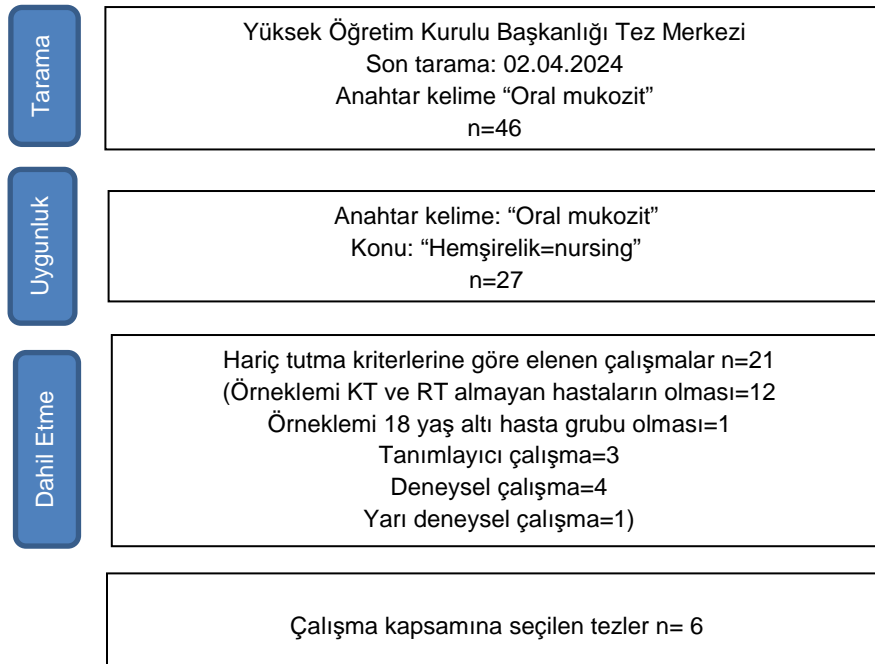 Tarama
Yüksek Öğretim Kurulu Başkanlığı Tez Merkezi
Son tarama: 02.04.2024
Anahtar kelime “Oral mukozit”
n=46
Uygunluk
Anahtar kelime: “Oral mukozit”
Konu: “Hemşirelik=nursing”
n=27
Dahil Etme
Hariç tutma kriterlerine göre elenen çalışmalar n=21
(Örneklemi KT ve RT almayan hastaların olması=12
Örneklemi 18 yaş altı hasta grubu olması=1
Tanımlayıcı çalışma=3
Deneysel çalışma=4
Yarı deneysel çalışma=1)
Çalışma kapsamına seçilen tezler n= 6